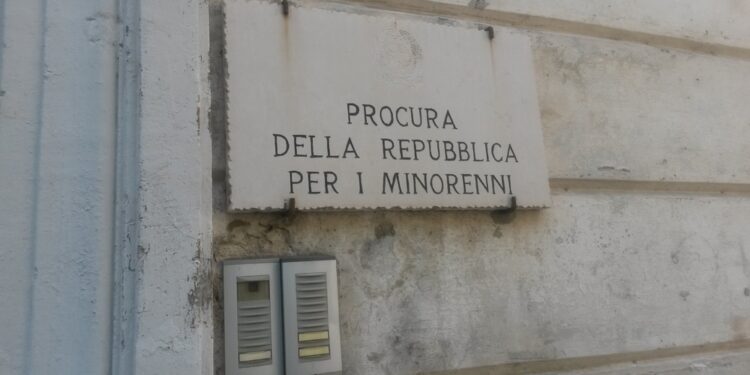 PROCURA
DELLA REPUBBLICA
PER I MINORENNI